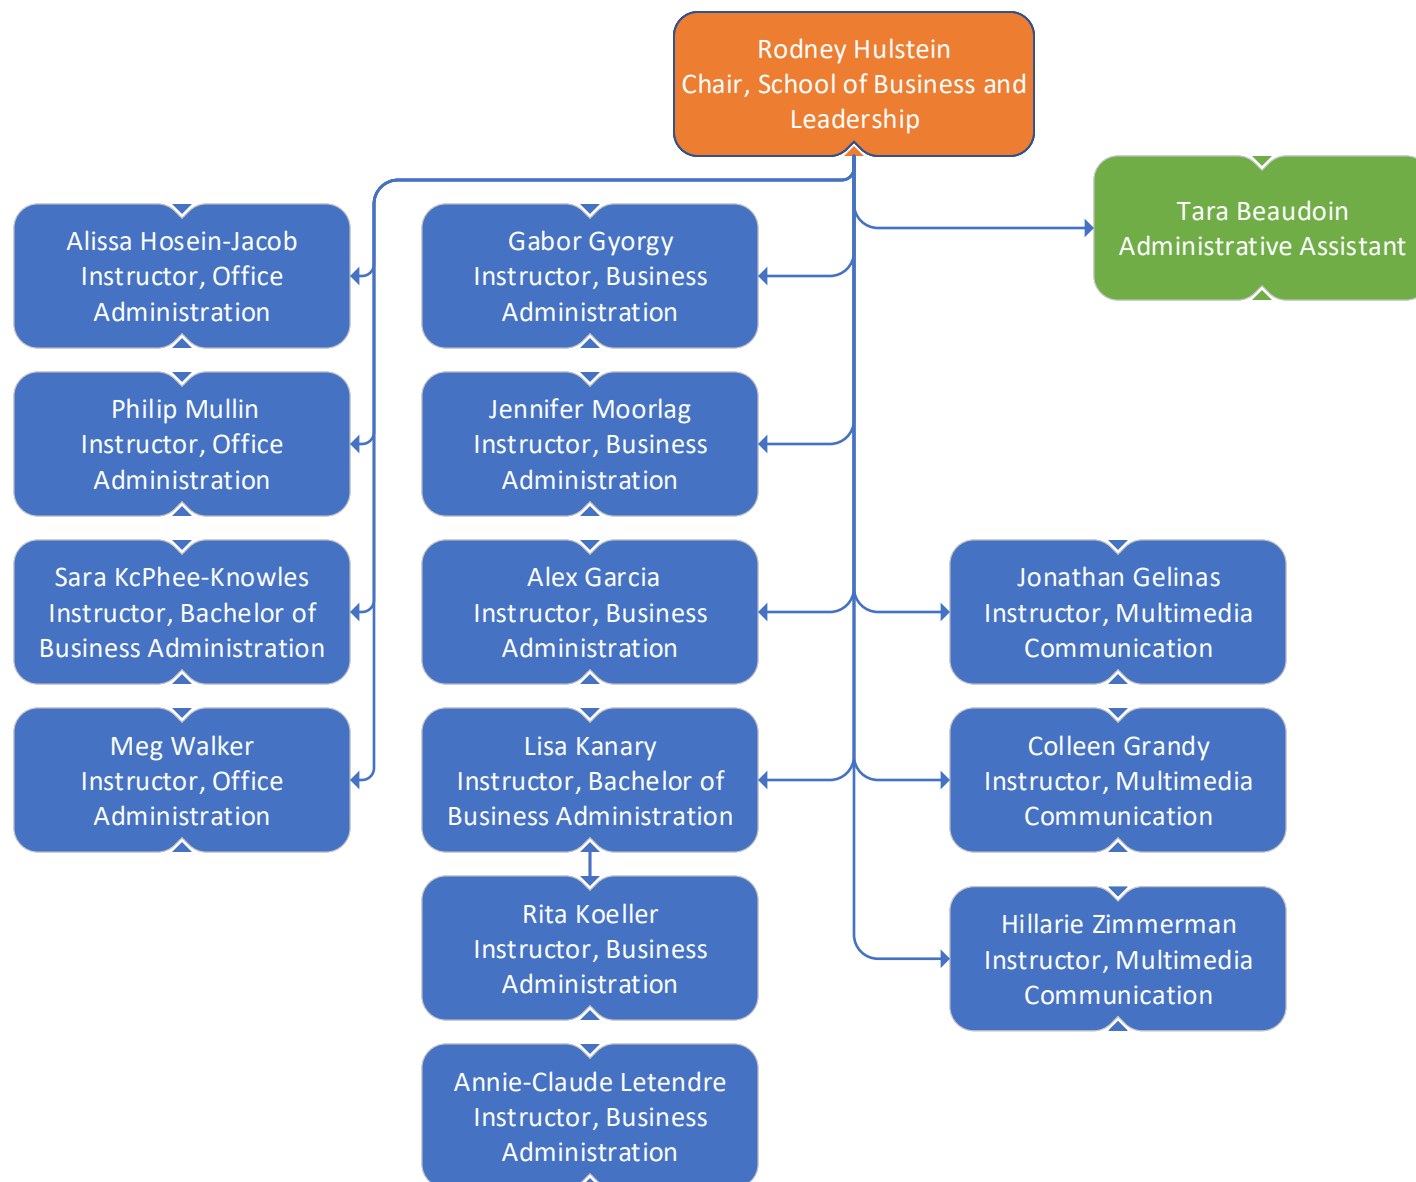 Rodney Hulstein
Chair, School of Business and
Leadership
Tara Beaudoin
Administrative Assistant
Alissa Hosein-Jacob
Instructor, Office
Administration
Gabor Gyorgy
Instructor, Business
Administration
Philip Mullin
Instructor, Office
Administration
Jennifer Moorlag
Instructor, Business
Administration
Sara KcPhee-Knowles
Instructor, Bachelor of
Business Administration
Alex Garcia
Instructor, Business
Administration
Jonathan Gelinas
Instructor, Multimedia
Communication
Meg Walker
Instructor, Office
Administration
Lisa Kanary
Instructor, Bachelor of
Business Administration
Colleen Grandy
Instructor, Multimedia
Communication
Rita Koeller
Instructor, Business
Administration
Hillarie Zimmerman
Instructor, Multimedia
Communication
Annie-Claude Letendre
Instructor, Business
Administration